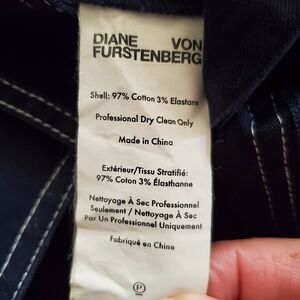 DIANE VON
FURSTENBERG
Shell: 97% Cotton 3% Elastane
Professional Dry Clean Only
Made in China
Extérieur/Tissu Stratifié:
97% Coton 3% Élasthanne
Nettoyage À Sec Professionnel
Seulement / Nettoyage À Sec
Par Un Professionnel Uniquement
Fabriqué en Chine
P